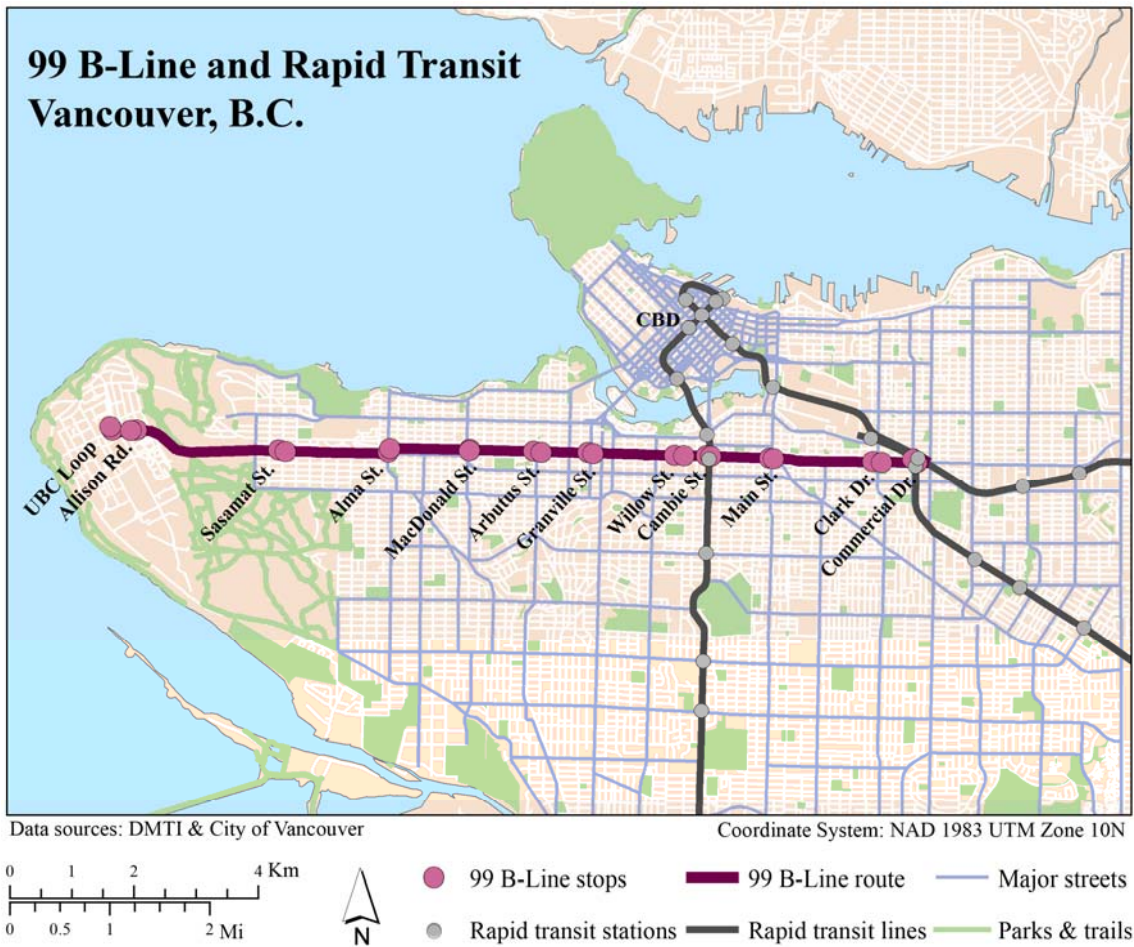 99 B-Line and Rapid Transit
Vancouver, B.C.
CBD
UBC Loop
Allison Rd.
Sasamat St.
Alma St.
MacDonald St.
Arbutus St.
Granville St.
Willow St.
Cambie St.
Main St.
Clark Dr.
Commercial Dr.
Data sources: DMTI & City of Vancouver
Coordinate System: NAD 1983 UTM Zone 10N
0 1 2 4 Km
0 0.5 1 2 Mi
N
99 B-Line stops
99 B-Line route
Major streets
Rapid transit stations
Rapid transit lines
Parks & trails